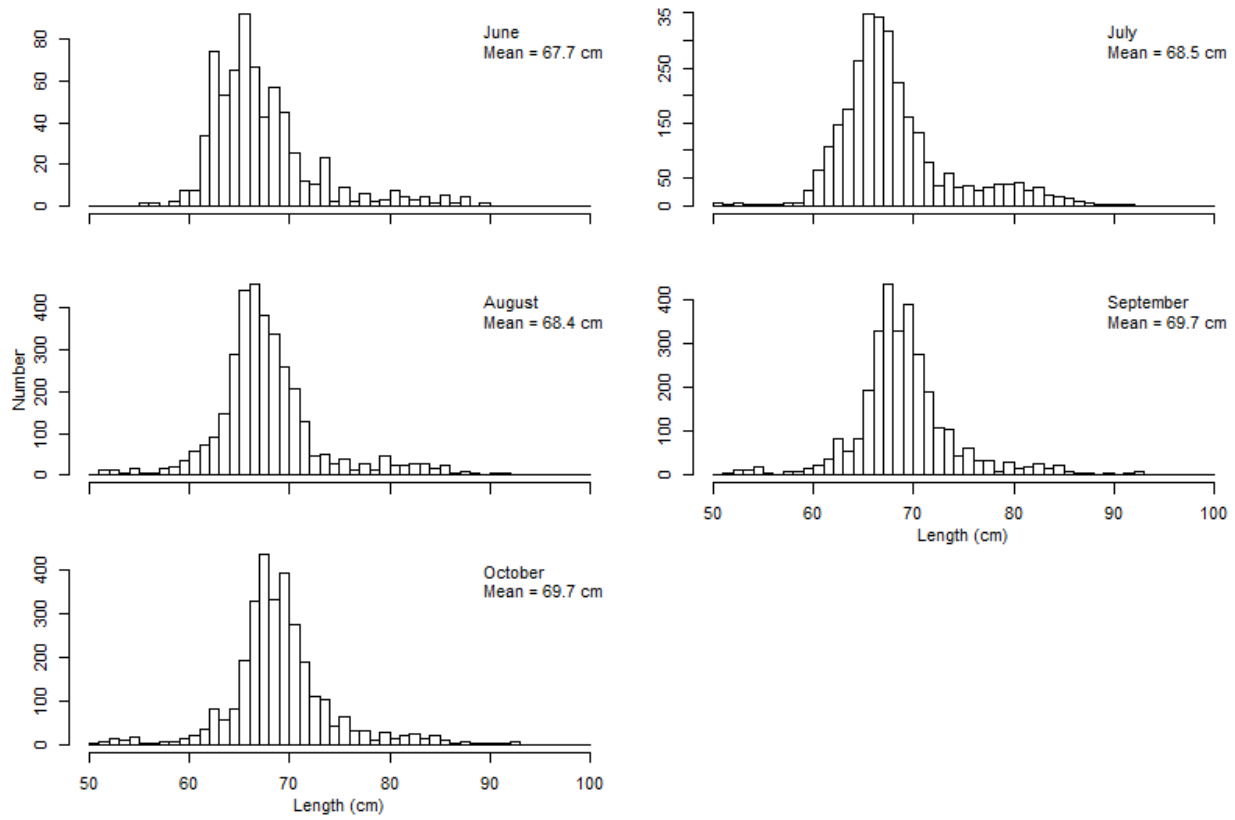 June
Mean = 67.7 cm
80
60
40
20
0
July
Mean = 68.5 cm
35
350
150
50
0
August
Mean = 68.4 cm
400
300
200
100
0
Number
September
Mean = 69.7 cm
400
300
200
100
0
50 60 70 80 90 100
Length (cm)
October
Mean = 69.7 cm
400
300
200
100
0
50 60 70 80 90 100
Length (cm)